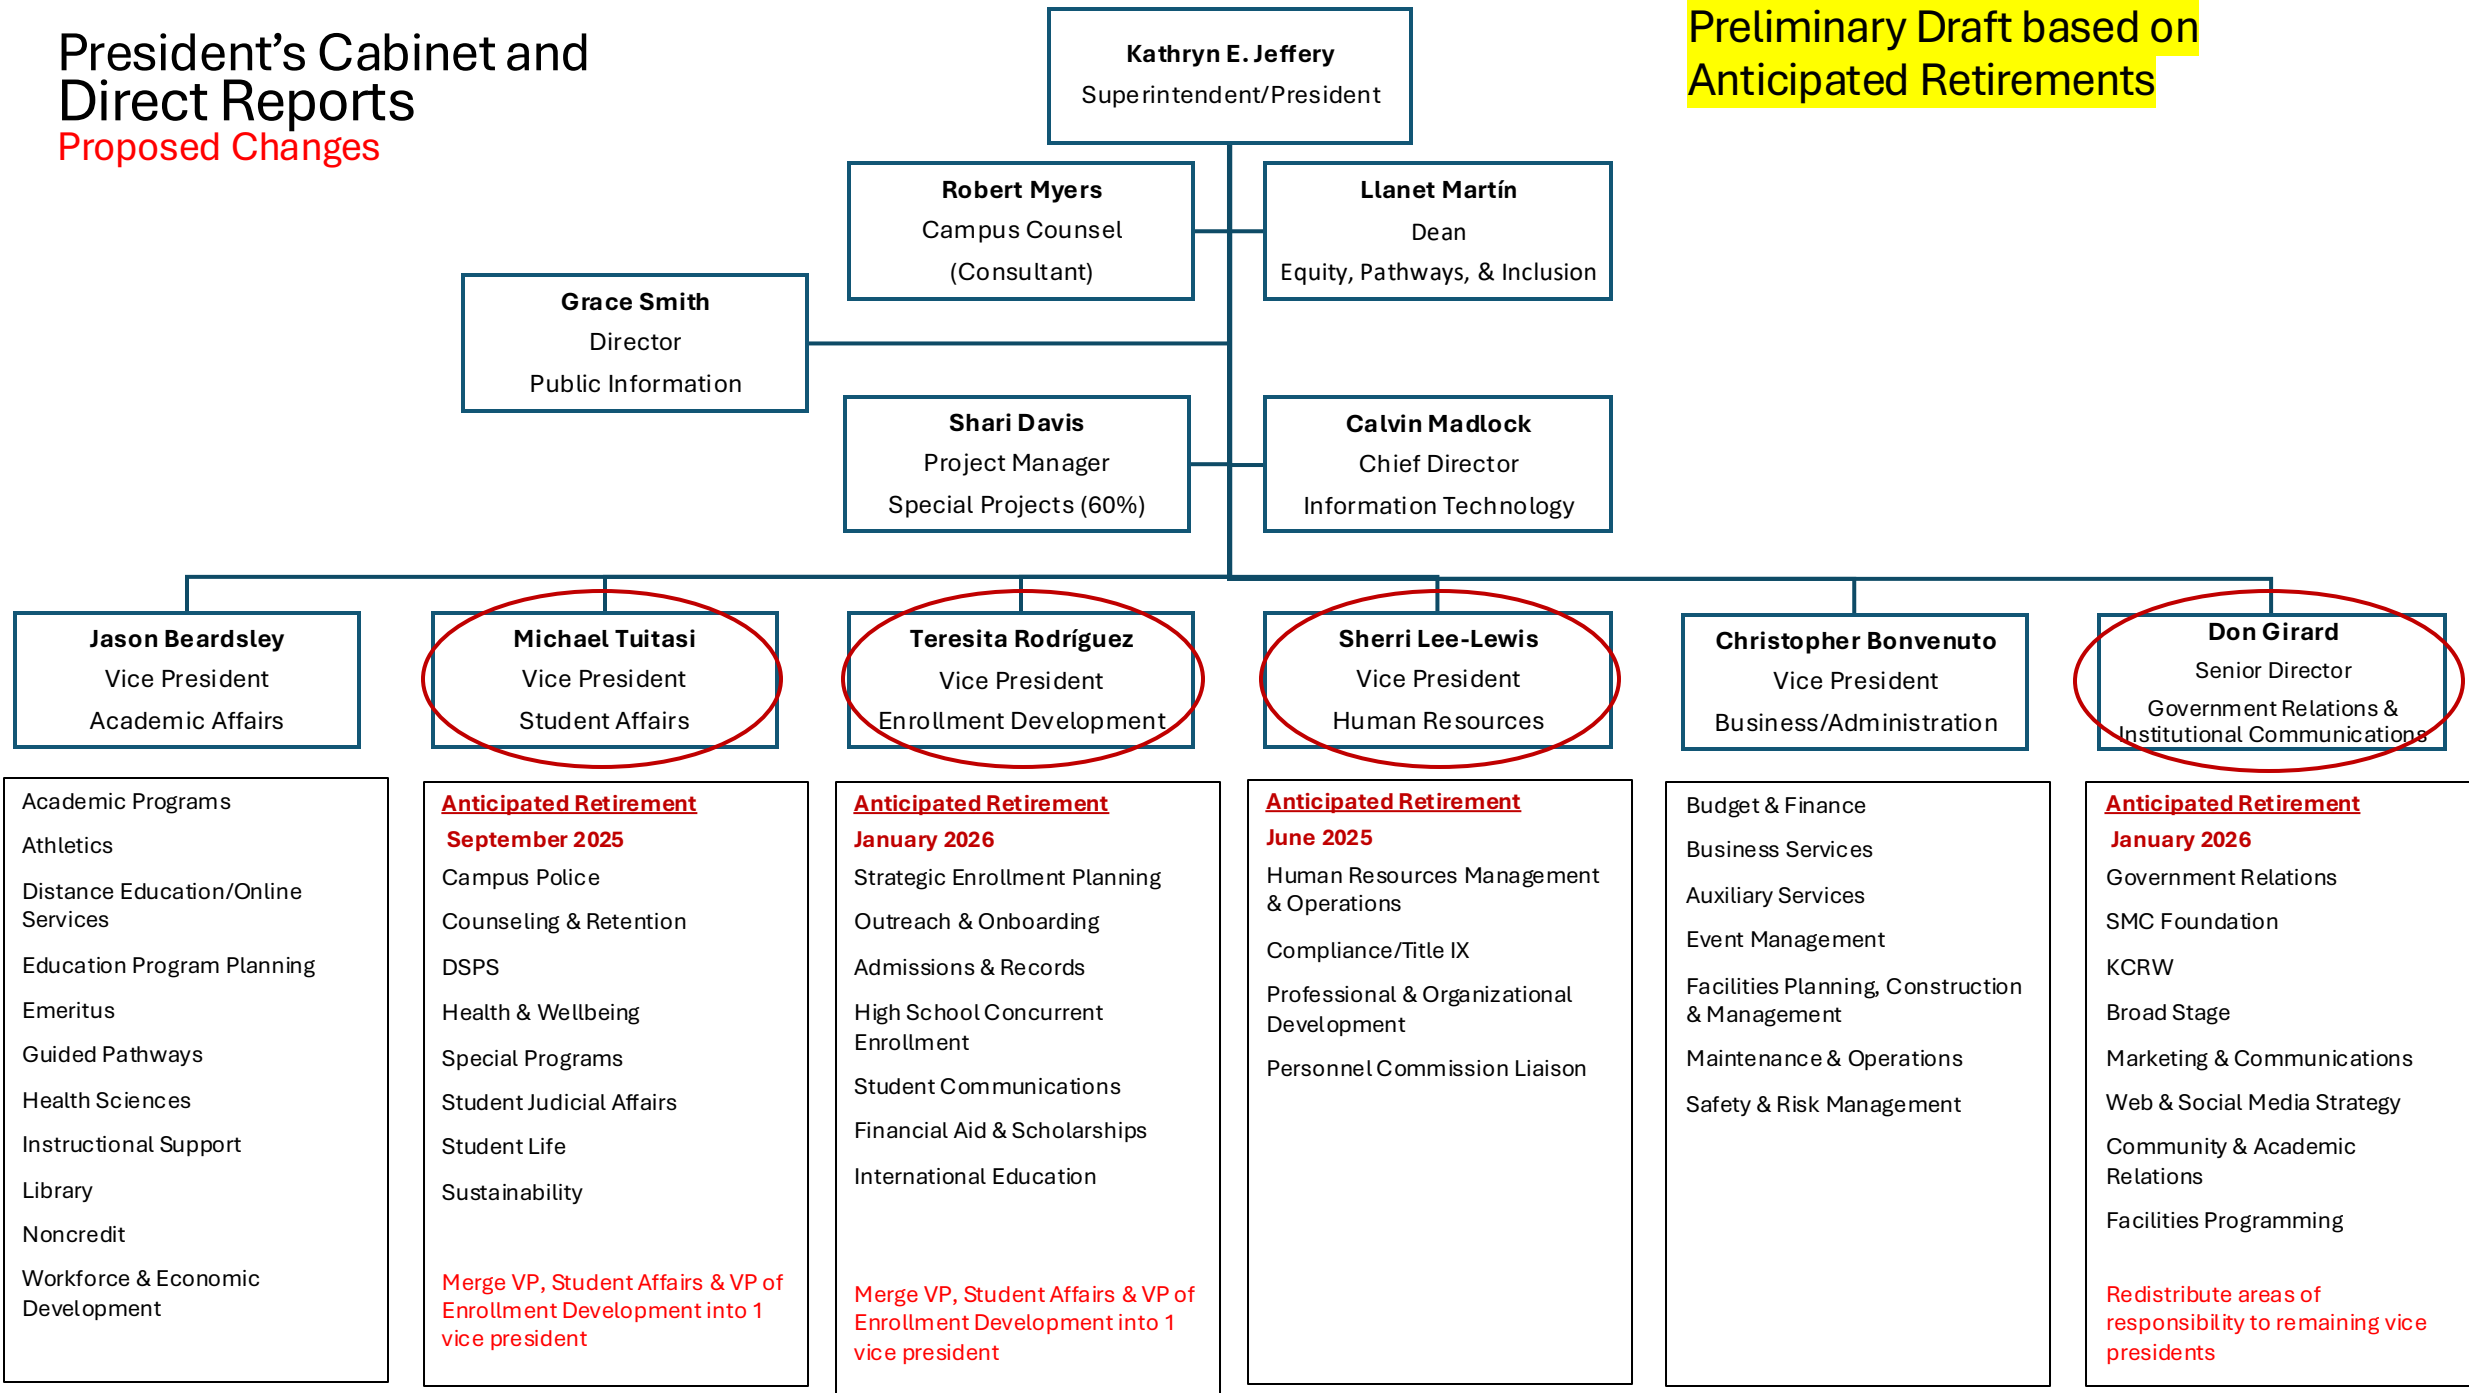 President's Cabinet and
Direct Reports
Proposed Changes
Preliminary Draft based on
Anticipated Retirements
Kathryn E. Jeffery
Superintendent/President
Robert Myers
Campus Counsel
(Consultant)
Llanet Martín
Dean
Equity, Pathways, & Inclusion
Grace Smith
Director
Public Information
Shari Davis
Project Manager
Special Projects (60%)
Calvin Madlock
Chief Director
Information Technology
Jason Beardsley
Vice President
Academic Affairs
Michael Tuitasi
Vice President
Student Affairs
Teresita Rodríguez
Vice President
Enrollment Development
Sherri Lee-Lewis
Vice President
Human Resources
Christopher Bonvenuto
Vice President
Business/Administration
Don Girard
Senior Director
Government Relations &
Institutional Communications
Academic Programs
Athletics
Distance Education/Online
Services
Education Program Planning
Emeritus
Guided Pathways
Health Sciences
Instructional Support
Library
Noncredit
Workforce & Economic
Development
Anticipated Retirement
September 2025
Campus Police
Counseling & Retention
DSPS
Health & Wellbeing
Special Programs
Student Judicial Affairs
Student Life
Sustainability
Merge VP, Student Affairs & VP of
Enrollment Development into 1
vice president
Anticipated Retirement
January 2026
Strategic Enrollment Planning
Outreach & Onboarding
Admissions & Records
High School Concurrent
Enrollment
Student Communications
Financial Aid & Scholarships
International Education
Merge VP, Student Affairs & VP of
Enrollment Development into 1
vice president
Anticipated Retirement
June 2025
Human Resources Management
& Operations
Compliance/Title IX
Professional & Organizational
Development
Personnel Commission Liaison
Budget & Finance
Business Services
Auxiliary Services
Event Management
Facilities Planning, Construction
& Management
Maintenance & Operations
Safety & Risk Management
Anticipated Retirement
January 2026
Government Relations
SMC Foundation
KCRW
Broad Stage
Marketing & Communications
Web & Social Media Strategy
Community & Academic
Relations
Facilities Programming
Redistribute areas of
responsibility to remaining vice
presidents